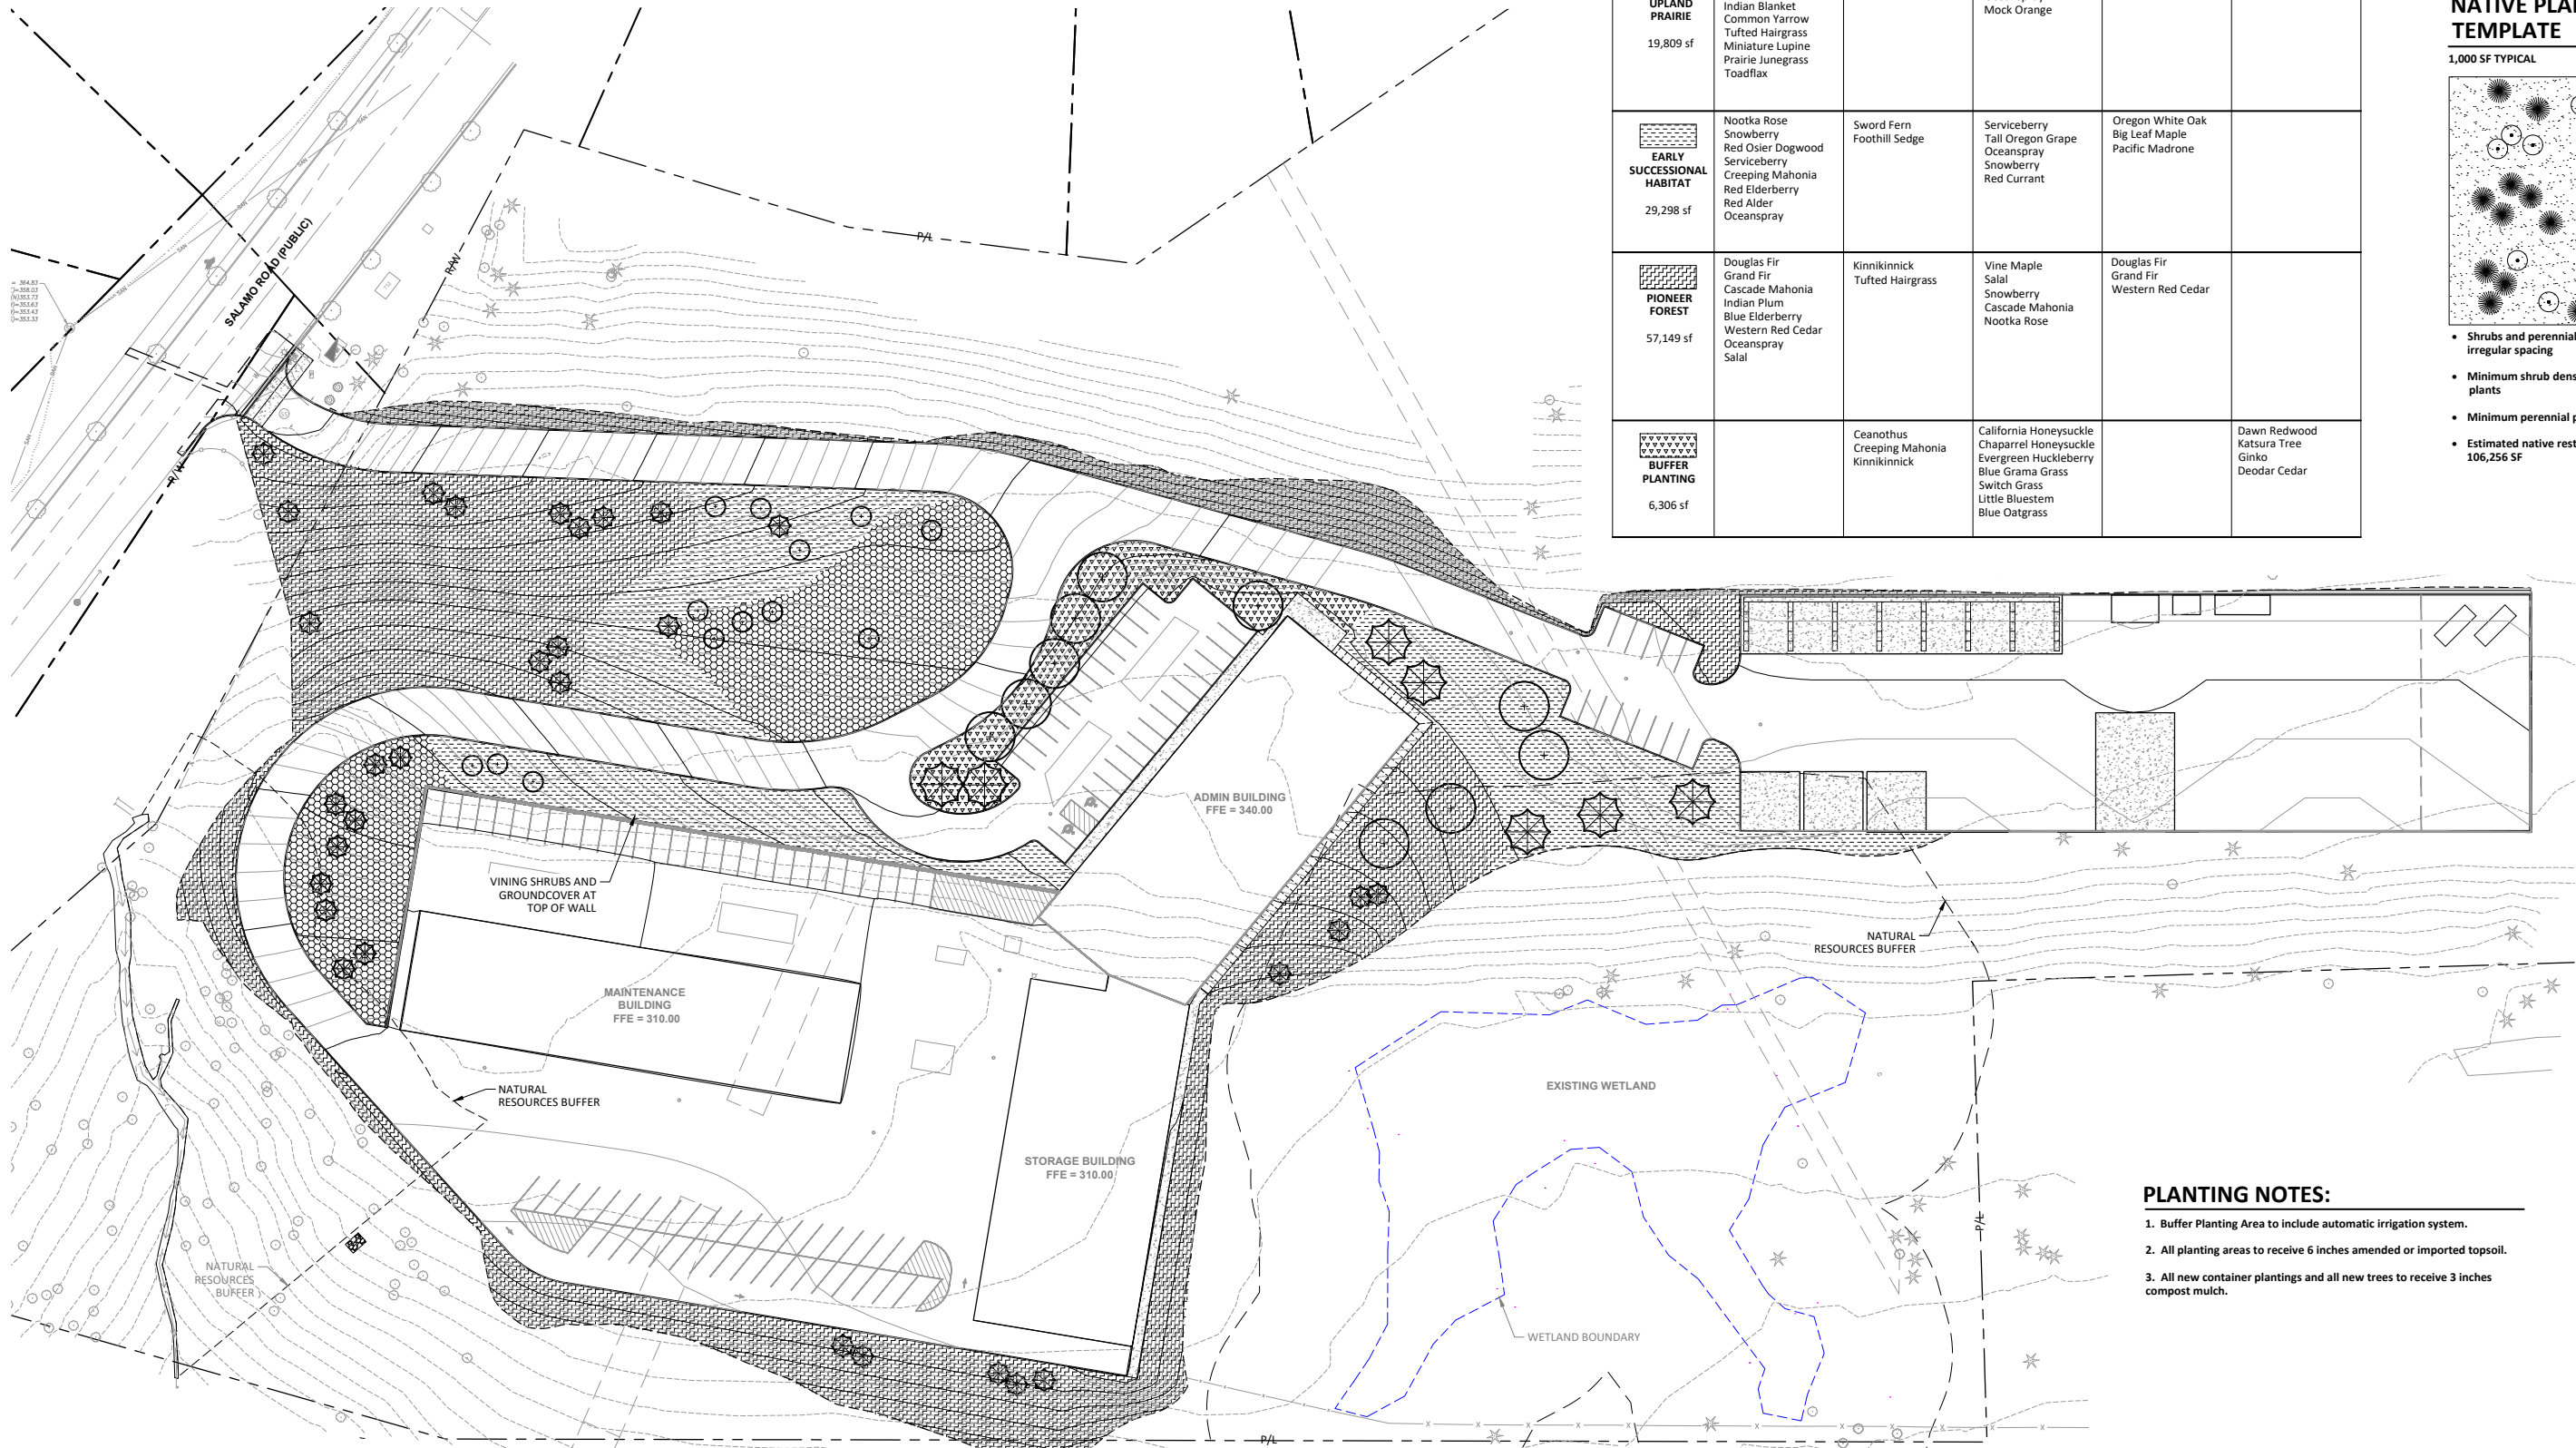 UPLAND
PRAIRIE
19,809 sf
Indian Blanket
Common Yarrow
Tufted Hairgrass
Miniature Lupine
Prairie Junegrass
Toadflax
Mock Orange
EARLY
SUCCESSIONAL
HABITAT
29,298 sf
Nootka Rose
Snowberry
Red Osier Dogwood
Serviceberry
Creeping Mahonia
Red Elderberry
Red Alder
Oceanspray
Sword Fern
Foothill Sedge
Serviceberry
Tall Oregon Grape
Oceanspray
Snowberry
Red Currant
Oregon White Oak
Big Leaf Maple
Pacific Madrone
PIONEER
FOREST
57,149 sf
Douglas Fir
Grand Fir
Cascade Mahonia
Indian Plum
Blue Elderberry
Western Red Cedar
Oceanspray
Salal
Kinnikinnick
Tufted Hairgrass
Vine Maple
Salal
Snowberry
Cascade Mahonia
Nootka Rose
Douglas Fir
Grand Fir
Western Red Cedar
BUFFER
PLANTING
6,306 sf
Ceanothus
Creeping Mahonia
Kinnikinnick
California Honeysuckle
Chaparrel Honeysuckle
Evergreen Huckleberry
Blue Grama Grass
Switch Grass
Little Bluestem
Blue Oatgrass
Dawn Redwood
Katsura Tree
Ginko
Deodar Cedar
NATIVE PLA
TEMPLATE
1,000 SF TYPICAL
• Shrubs and perennial
irregular spacing
• Minimum shrub dens
plants
• Minimum perennial p
• Estimated native rest
106,256 SF
SALAMO ROAD (PUBLIC)
R/W
R/W
P/L
SAN
SAN
SAN
SAN
SAN
SAN
VINING SHRUBS AND
GROUNDCOVER AT
TOP OF WALL
ADMIN BUILDING
FFE = 340.00
MAINTENANCE
BUILDING
FFE = 310.00
NATURAL
RESOURCES BUFFER
NATURAL
RESOURCES BUFFER
STORAGE BUILDING
FFE = 310.00
EXISTING WETLAND
NATURAL
RESOURCES
BUFFER
WETLAND BOUNDARY
P/L
P/L
PLANTING NOTES:
1. Buffer Planting Area to include automatic irrigation system.
2. All planting areas to receive 6 inches amended or imported topsoil.
3. All new container plantings and all new trees to receive 3 inches
compost mulch.